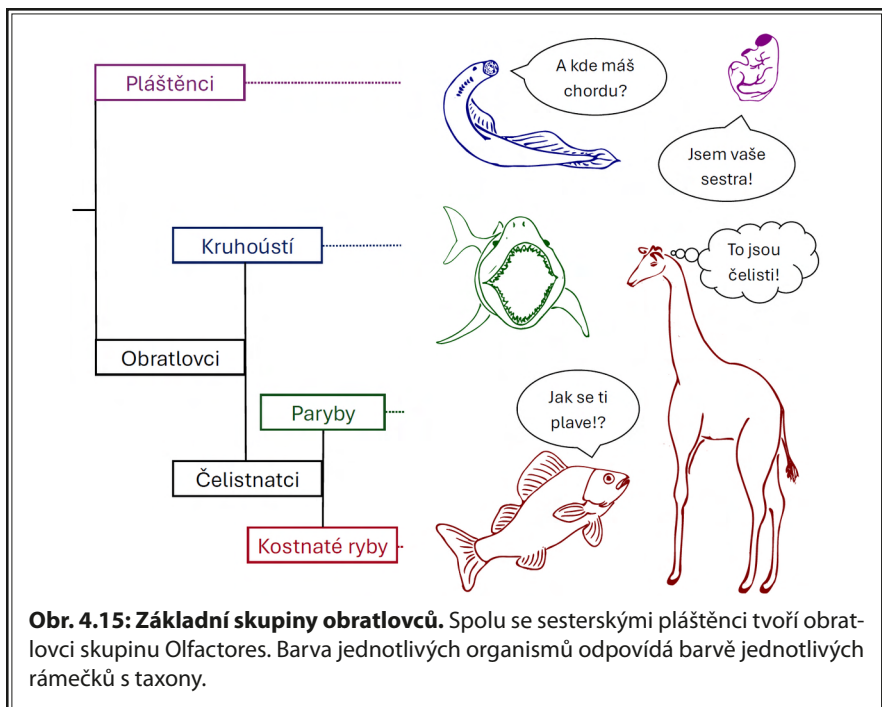 Pláštěnci
A kde máš
chordu?
Jsem vaše
sestra!
Kruhoústí
To jsou
čelisti!
Obratlovci
Jak se ti
plave!?
Paryby
Čelistnatci
Kostnaté ryby
Obr. 4.15: Základní skupiny obratlovců. Spolu se sesterskými pláštěnci tvoří obrat-
lovci skupinu Olfactores. Barva jednotlivých organismů odpovídá barvě jednotlivých
rámečků s taxony.